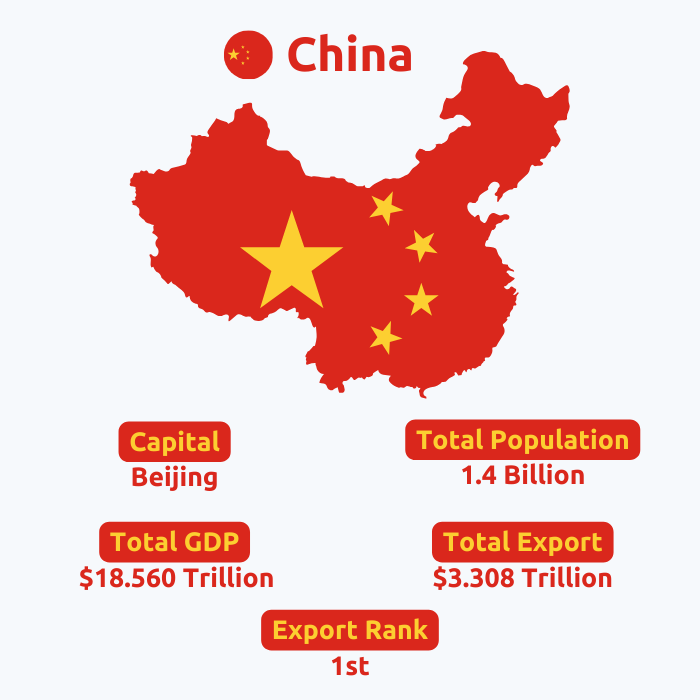 China
Capital
Beijing
Total Population
1.4 Billion
Total GDP
$18.560 Trillion
Total Export
$3.308 Trillion
Export Rank
1st